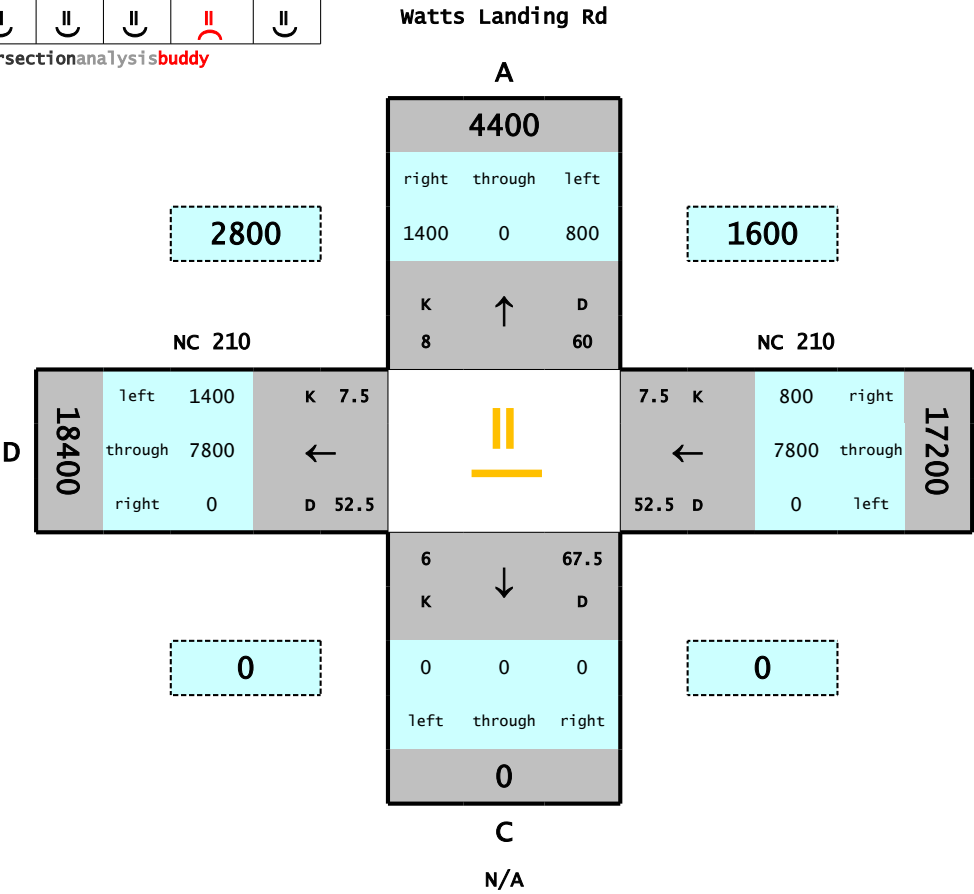 Watts Landing Rd
rsectionanalysisbuddy
A
4400
right through left
2800
1400 0 800
1600
K D
8 60
NC 210
NC 210
left 1400 K 7.5
7.5 K 800 right
D
18400
through 7800
7800 through
17200
right 0 D 52.5
52.5 D 0 left
6 67.5
K D
0
0 0 0
0
left through right
0
C
N/A